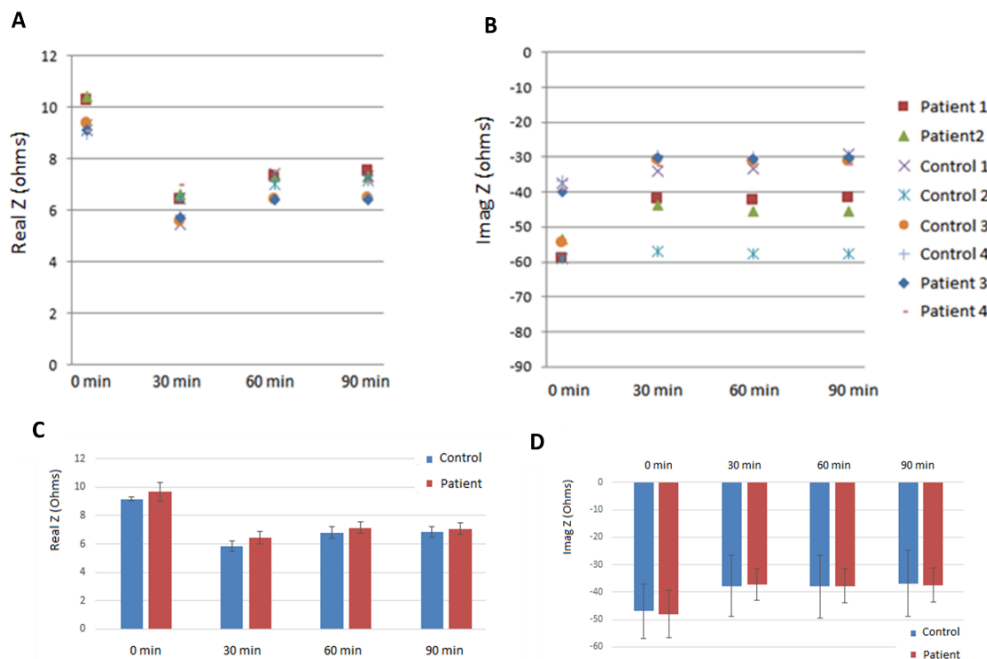 A
12
10
8
6
4
2
0
Real Z (ohms)
0 min 30 min 60 min 90 min
B
-0
-10
-20
-30
-40
-50
-60
-70
-80
-90
Imag Z (ohms)
0 min 30 min 60 min 90 min
Patient 1
Patient2
Control 1
Control 2
Control 3
Control 4
Patient 3
Patient 4
C
12
10
8
6
4
2
0
Real Z (Ohms)
Control
Patient
0 min 30 min 60 min 90 min
D
0 min 30 min 60 min 90 min
0
-10
-20
-30
-40
-50
-60
Imag Z (Ohms)
Control
Patient